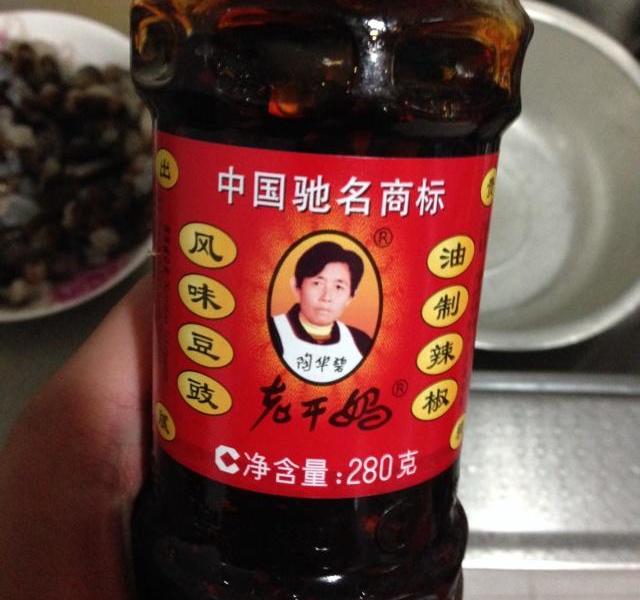 中国驰名商标
风味豆豉
油制辣椒
陶华碧
老干妈
净含量:280克
出